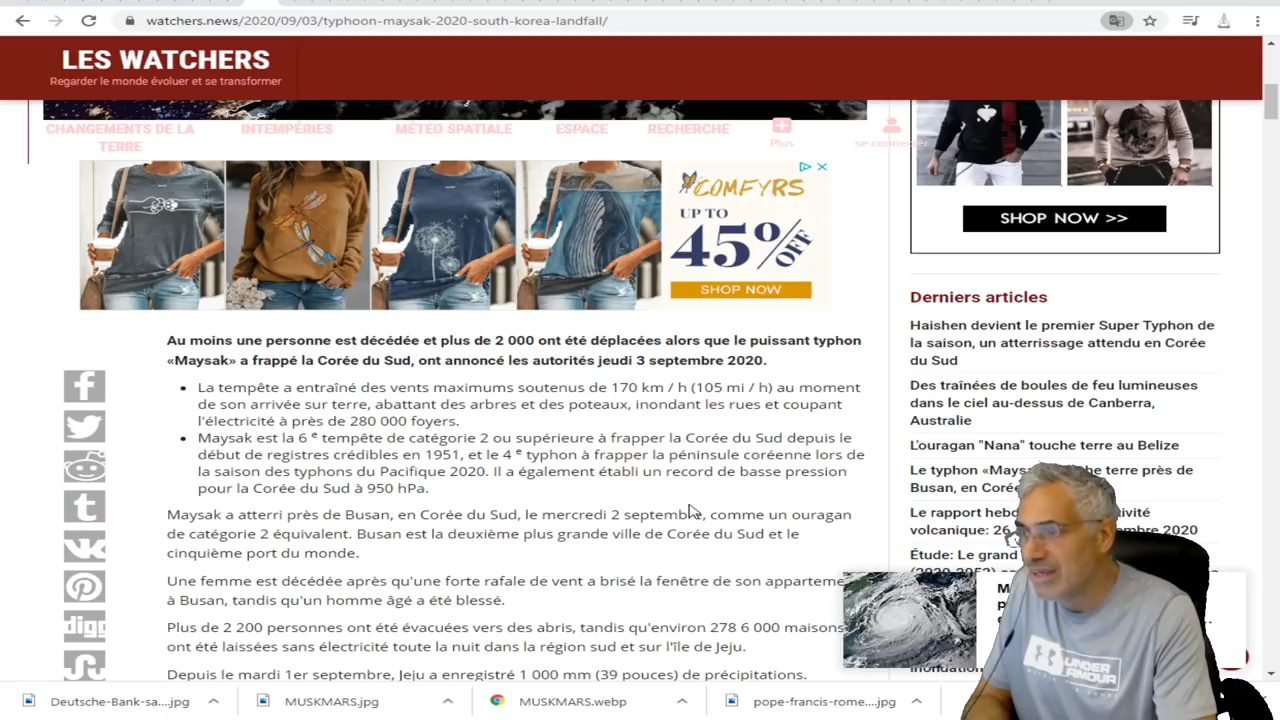 watchers.news/2020/09/03/typhoon-maysak-2020-south-korea-landfall/
LES WATCHERS
Regarder le monde évoluer et se transformer
CHANGEMENTS DE LA
TERRE
INTEMPÉRIES
MÉTÉO SPATIALE
ESPACE
RECHERCHE
Plus
se connecter
COMFYRS
UP TO
45% OFF
SHOP NOW
SHOP NOW >>
Au moins une personne est décédée et plus de 2 000 ont été déplacées alors que le puissant typhon
«Maysak» a frappé la Corée du Sud, ont annoncé les autorités jeudi 3 septembre 2020.
La tempête a entraîné des vents maximums soutenus de 170 km / h (105 mi / h) au moment
de son arrivée sur terre, abattant des arbres et des poteaux, inondant les rues et coupant
l'électricité à près de 280 000 foyers.
Maysak est la 6 e tempête de catégorie 2 ou supérieure à frapper la Corée du Sud depuis le
début de registres crédibles en 1951, et le 4 e typhon à frapper la péninsule coréenne lors de
la saison des typhons du Pacifique 2020. Il a également établi un record de basse pression
pour la Corée du Sud à 950 hPa.
Maysak a atterri près de Busan, en Corée du Sud, le mercredi 2 septembre, comme un ouragan
de catégorie 2 équivalent. Busan est la deuxième plus grande ville de Corée du Sud et le
cinquième port du monde.
Une femme est décédée après qu'une forte rafale de vent a brisé la fenêtre de son apparteme
à Busan, tandis qu'un homme âgé a été blessé.
Plus de 2 200 personnes ont été évacuées vers des abris, tandis qu'environ 278 6 000 maisons
ont été laissées sans électricité toute la nuit dans la région sud et sur l'île de Jeju.
Depuis le mardi 1er septembre, Jeju a enregistré 1 000 mm (39 pouces) de précipitations.
digg
Derniers articles
Haishen devient le premier Super Typhon de
la saison, un atterrissage attendu en Corée
du Sud
Des traînées de boules de feu lumineuses
dans le ciel au-dessus de Canberra,
Australie
L'ouragan "Nana" touche terre au Belize
Le typhon «Mays che terre près de
Busan, en Coré
Le rapport heb ivité
volcanique: 26 embre 2020
Étude: Le grand
UNDER ARMOUR
Deutsche-Bank-sa....jpg
MUSKMARS.jpg
MUSKMARS.webp
pope-francis-rome....jpg